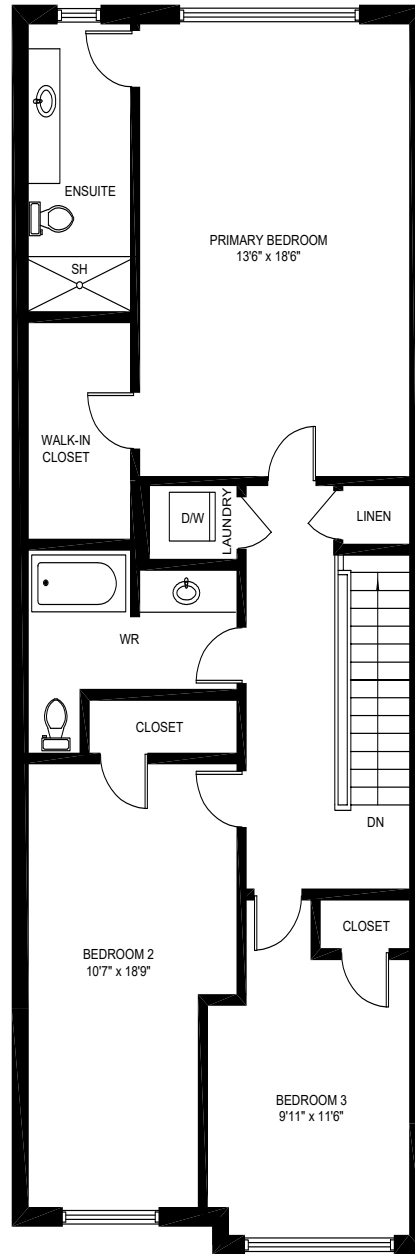 ENSUITE
PRIMARY BEDROOM
13'6" x 18'6"
SH
WALK-IN
CLOSET
D/W
LAUNDRY
LINEN
WR
CLOSET
DN
CLOSET
BEDROOM 2
10'7" x 18'9"
BEDROOM 3
9'11" x 11'6"